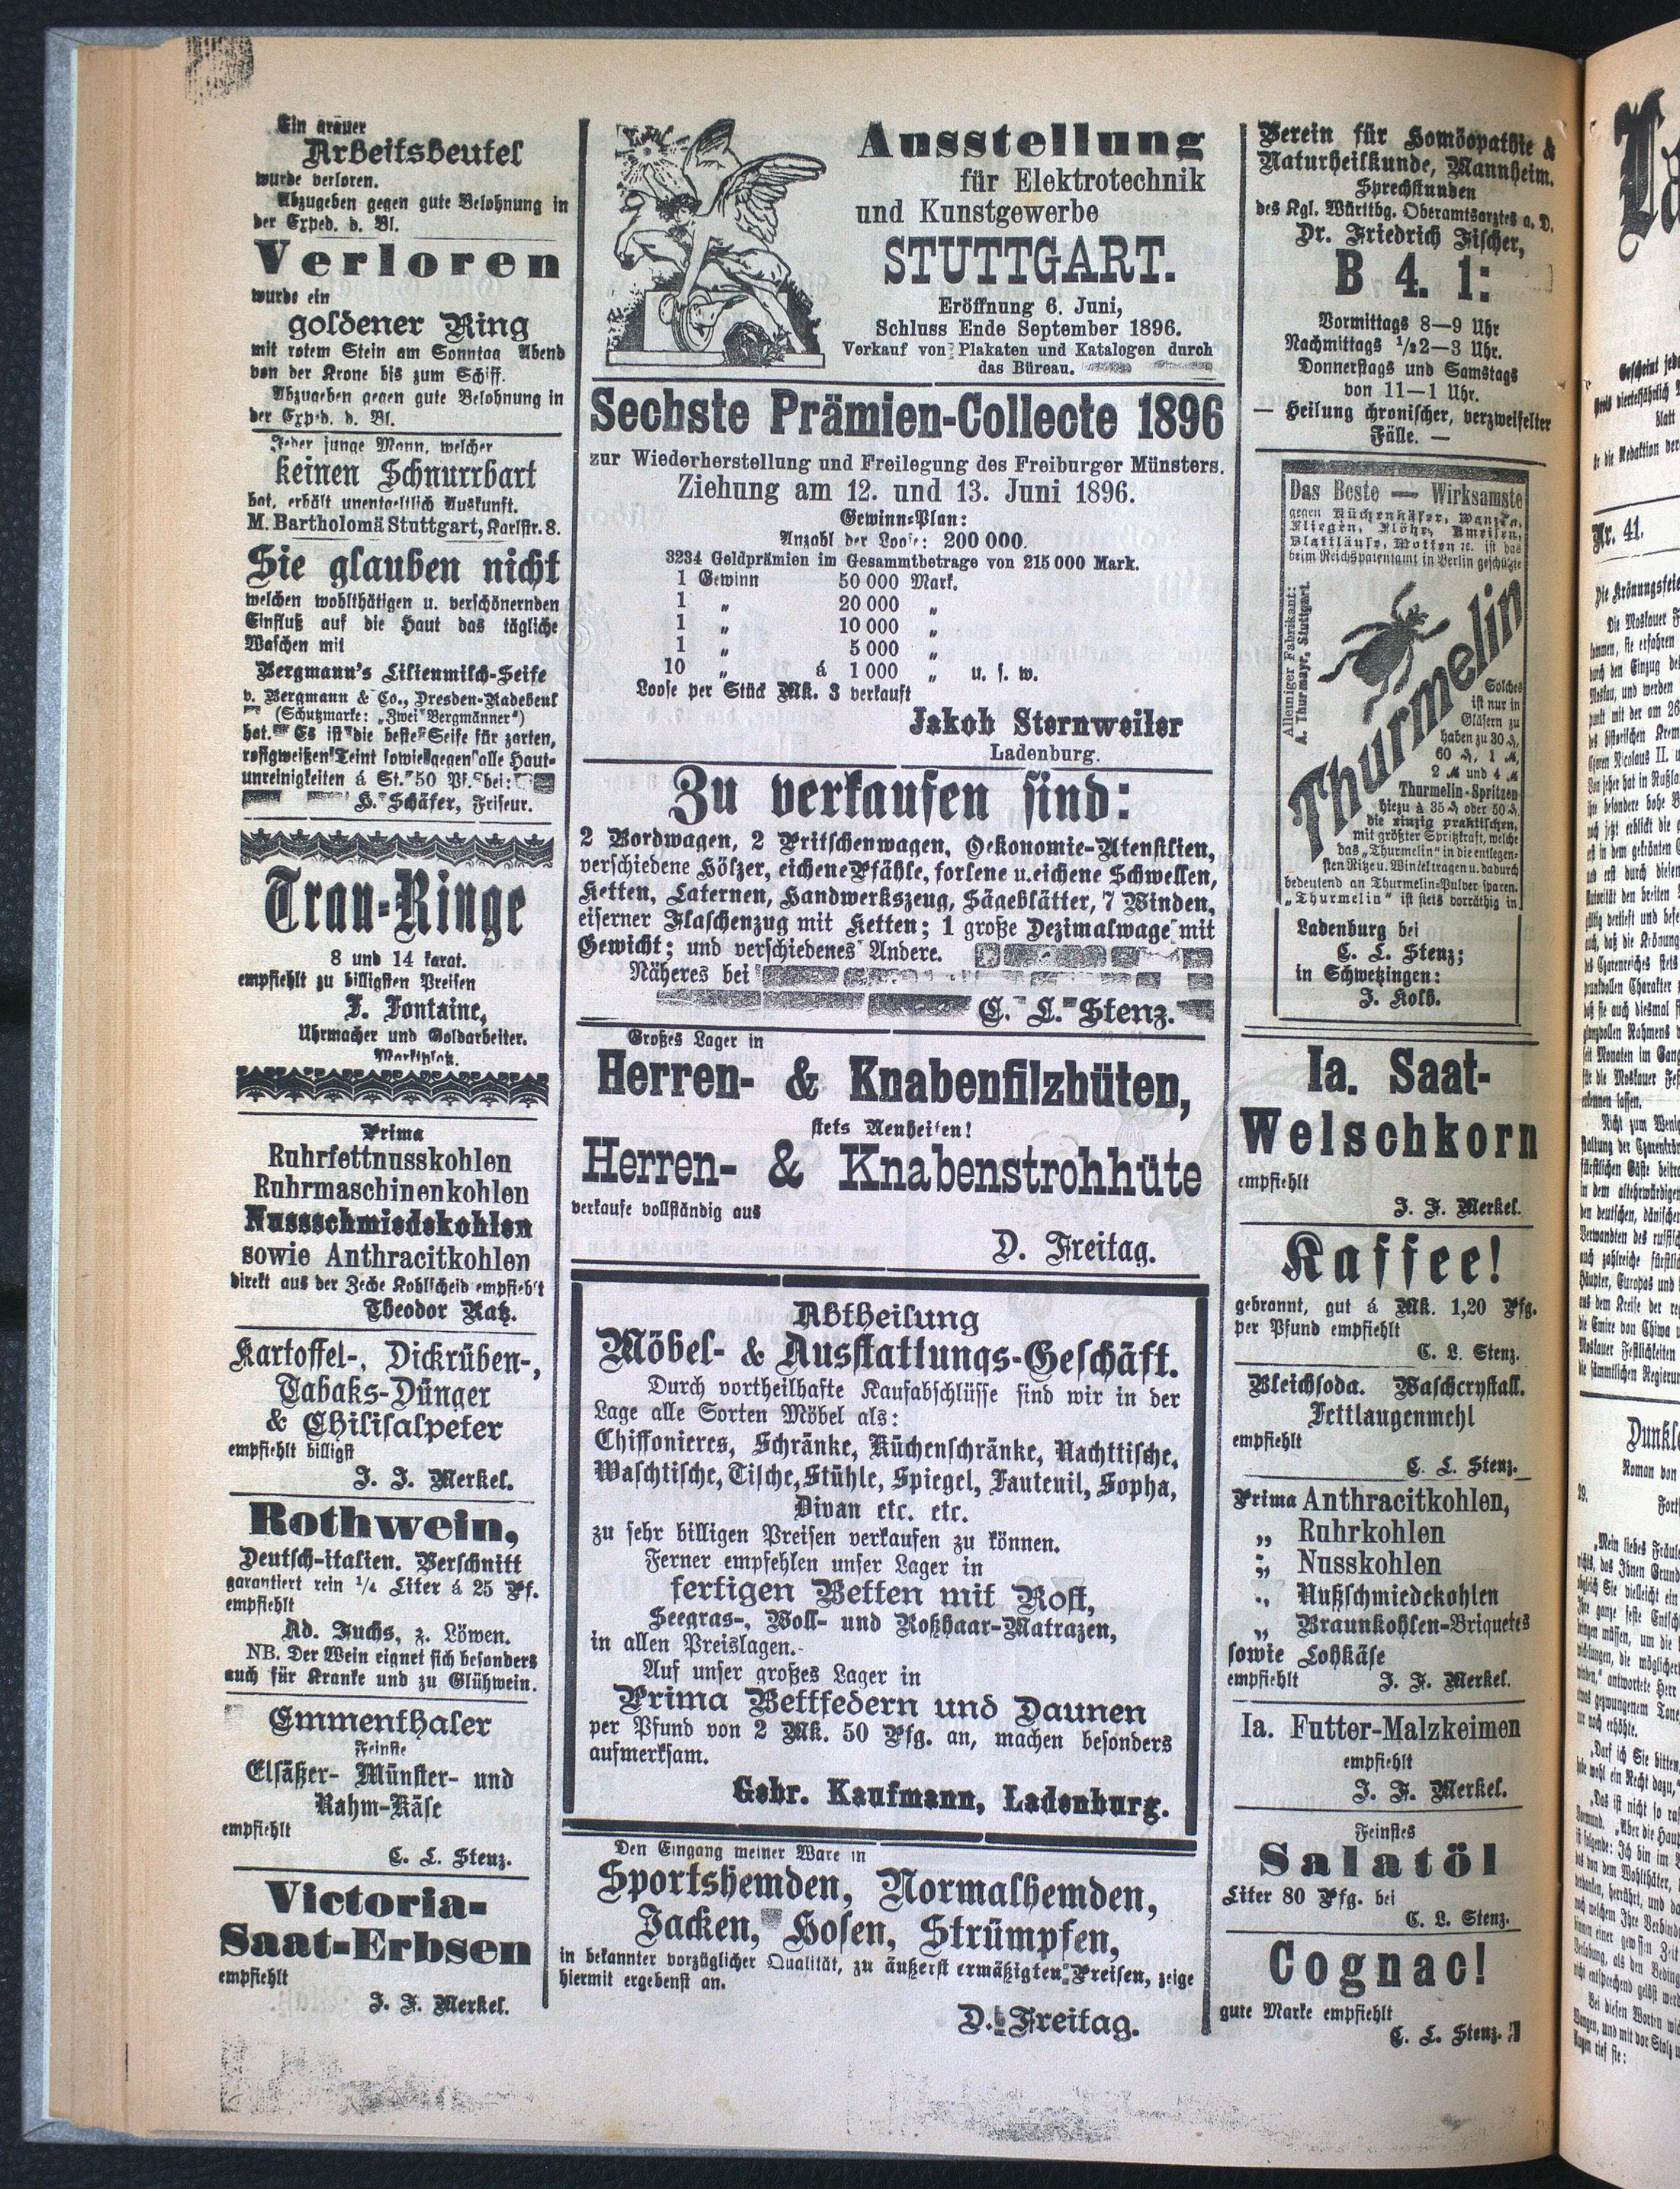 Ein grauer
Arbeitsbeutel
wurde verloren.
Abzugeben gegen gute Belohnung in
der Exped. d. Bl.
Verloren
wurde ein
goldener Ring
mit rotem Stein am Sonntag Abend
von der Krone bis zum Schiff.
Abzugeben gegen gute Belohnung in
der Exped. d. Bl.
Jeder junge Mann, welcher
keinen Schnurrbart
hat, erhält unentgeltlich Auskunft.
M. Bartholomä Stuttgart, Karlstr. 8.
Sie glauben nicht
welchen wohlthätigen u. verschönernden
Einfluß auf die Haut das tägliche
Waschen mit
Bergmann's Lilienmilch-Seife
v. Bergmann & Co., Dresden-Radebeul
(Schutzmarke: „Zwei Bergmänner“)
hat. Es ist die beste Seife für zarten,
rosigweißen Teint sowie gegen alle Haut-
unreinigkeiten á St. 50 Pf. bei:
H. Schäfer, Friseur.
Trau-Ringe
8 und 14 karat.
empfiehlt zu billigsten Preisen
F. Fontaine,
Uhrmacher und Goldarbeiter.
Marktplatz.
Prima
Ruhrfettnusskohlen
Ruhrmaschinenkohlen
Nussschmiedekohlen
sowie Anthracitkohlen
direkt aus der Zeche Kohlscheid empfiehlt
Theodor Katz.
Kartoffel-, Dickrüben-,
Tabaks-Dünger
& Chilisalpeter
empfiehlt billigst
J. F. Merkel.
Rothwein,
Deutsch-italien. Verschnitt
garantiert rein 1/4 Liter á 25 Pf.
empfiehlt
Ad. Fuchs, z. Löwen.
NB. Der Wein eignet sich besonders
auch für Kranke und zu Glühwein.
Emmenthaler
Feinste
Elsäßer- Münster- und
Rahm-Käse
empfiehlt
C. L. Stenz.
Victoria-
Saat-Erbsen
empfiehlt
J. F. Merkel.
Ausstellung
für Elektrotechnik
und Kunstgewerbe
STUTTGART.
Eröffnung 6. Juni,
Schluss Ende September 1896.
Verkauf von Plakaten und Katalogen durch
das Büreau.
Sechste Prämien-Collecte 1896
zur Wiederherstellung und Freilegung des Freiburger Münsters.
Ziehung am 12. und 13. Juni 1896.
Gewinn-Plan:
Anzahl der Loose: 200 000.
3234 Geldprämien im Gesammtbetrage von 215 000 Mark.
1 Gewinn 50 000 Mark.
1 „ 20 000 „
1 „ 10 000 „
1 „ 5 000 „
10 „ á 1 000 „ u. s. w.
Loose per Stück Mk. 3 verkauft
Jakob Sternweiler
Ladenburg.
Zu verkaufen sind:
2 Bordwagen, 2 Pritschenwagen, Oekonomie-Utensilien,
verschiedene Hölzer, eichene Pfähle, forlene u. eichene Schwellen,
Ketten, Laternen, Handwerkszeug, Sägeblätter, 7 Winden,
eiserner Flaschenzug mit Ketten; 1 große Dezimalwage mit
Gewicht; und verschiedenes Andere.
Näheres bei
C. L. Stenz.
Großes Lager in
Herren- & Knabenfilzhüten,
stets Neuheiten!
Herren- & Knabenstrohhüte
verkaufe vollständig aus
D. Freitag.
Abtheilung
Möbel- & Ausstattungs-Geschäft.
Durch vortheilhafte Kaufabschlüsse sind wir in der
Lage alle Sorten Möbel als:
Chiffonieres, Schränke, Küchenschränke, Nachttische,
Waschtische, Tische, Stühle, Spiegel, Fauteuil, Sopha,
Divan etc. etc.
zu sehr billigen Preisen verkaufen zu können.
Ferner empfehlen unser Lager in
fertigen Betten mit Rost,
Seegras-, Woll- und Roßhaar-Matrazen,
in allen Preislagen.
Auf unser großes Lager in
Prima Bettfedern und Daunen
per Pfund von 2 Mk. 50 Pfg. an, machen besonders
aufmerksam.
Gebr. Kaufmann, Ladenburg.
Den Eingang meiner Ware in
Sportshemden, Normalhemden,
Jacken, Hosen, Strümpfen,
in bekannter vorzüglicher Qualität, zu äußerst ermäßigten Preisen, zeige
hiermit ergebenst an.
D. Freitag.
Verein für Homöopathie &
Naturheilkunde, Mannheim.
Sprechstunden
des Kgl. Württbg. Oberamtsarztes a. D.
Dr. Friedrich Fischer,
B 4. 1:
Vormittags 8—9 Uhr
Nachmittags 1/2 2—3 Uhr.
Donnerstags und Samstags
von 11—1 Uhr.
— Heilung chronischer, verzweifelter
Fälle. —
Das Beste — Wirksamste
gegen Küchenkäfer, Wanzen,
Fliegen, Flöhe, Ameisen,
Blattläuse, Motten ꝛc. ist das
beim Reichspatentamt in Berlin geschützte
Alleiniger Fabrikant:
A. Thurmayr, Stuttgart.
Thurmelin
Solches
ist nur in
Gläsern zu
haben zu 30 ₰,
60 ₰, 1 ℳ,
2 ℳ und 4 ℳ
Thurmelin-Spritzen
hiezu à 35 ₰ oder 50 ₰,
die einzig praktischen,
mit größter Spritzkraft, welche
das „Thurmelin“ in die entlegen-
sten Ritze u. Winkel tragen u. dadurch
bedeutend an Thurmelin-Pulver sparen.
„Thurmelin“ ist stets vorräthig in
Ladenburg bei
C. L. Stenz;
in Schwetzingen:
J. Kolb.
Ia. Saat-
Welschkorn
empfiehlt
J. F. Merkel.
Kaffee!
gebrannt, gut á Mk. 1,20 Pfg.
per Pfund empfiehlt
C. L. Stenz.
Bleichsoda. Waschcrystall.
Fettlaugenmehl
empfiehlt
C. L. Stenz.
Prima Anthracitkohlen,
„ Ruhrkohlen
„ Nusskohlen
„ Nußschmiedekohlen
„ Braunkohlen-Briquetes
sowie Lohkäse
empfiehlt J. F. Merkel.
Ia. Futter-Malzkeimen
empfiehlt
J. F. Merkel.
Feinstes
Salatöl
Liter 80 Pfg. bei
C. L. Stenz.
Cognac!
gute Marke empfiehlt
C. L. Stenz.
Nr. 41.